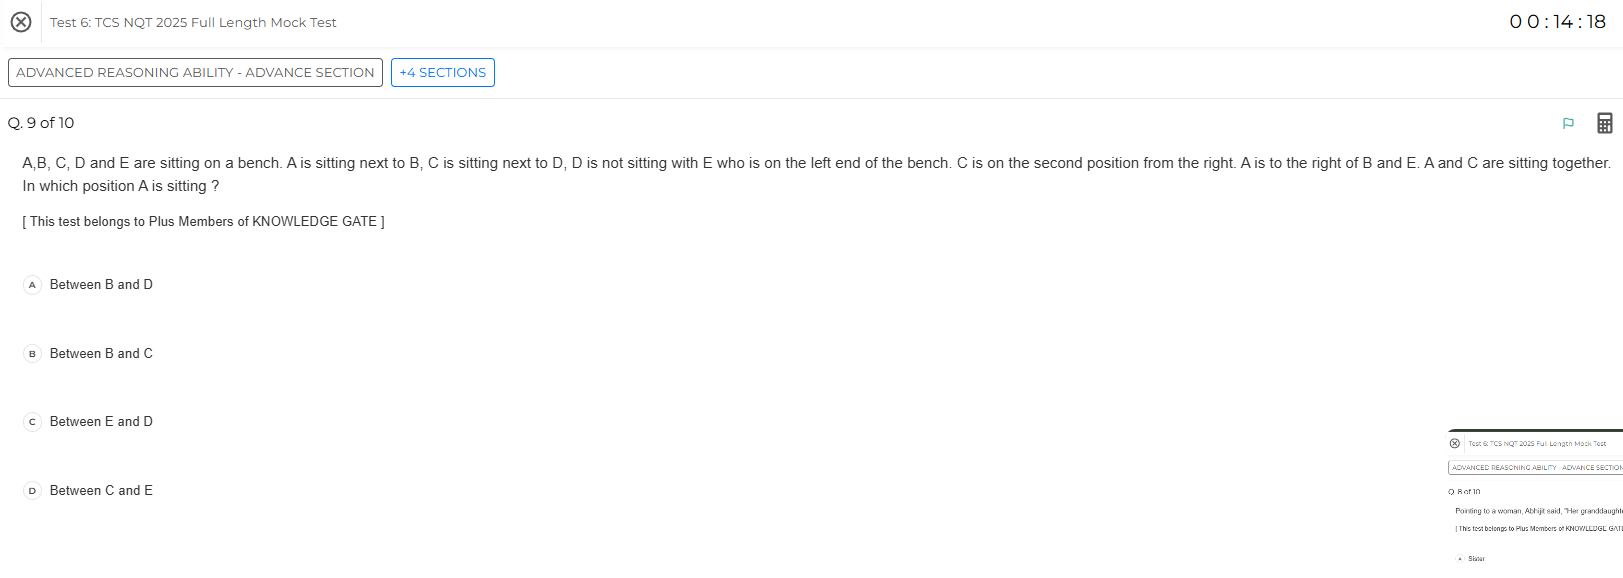 Test 6: TCS NQT 2025 Full Length Mock Test
00:14:18
ADVANCED REASONING ABILITY - ADVANCE SECTION
+4 SECTIONS
Q. 9 of 10
A,B, C, D and E are sitting on a bench. A is sitting next to B, C is sitting next to D, D is not sitting with E who is on the left end of the bench. C is on the second position from the right. A is to the right of B and E. A and C are sitting together.
In which position A is sitting ?
[ This test belongs to Plus Members of KNOWLEDGE GATE ]
A Between B and D
B Between B and C
C Between E and D
D Between C and E
Test 6: TCS NQT 2025 Full Length Mock Test
ADVANCED REASONING ABILITY - ADVANCE SECTION
Q. 8 of 10
Pointing to a woman, Abhijit said, "Her
[ This test belongs to Plus Members of KNOWLEDGE
A Sister